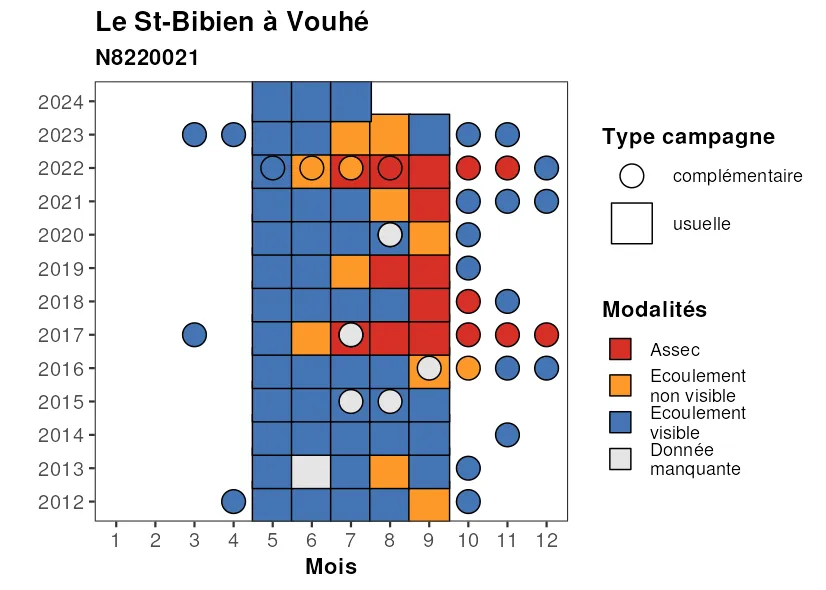 Le St-Bibien à Vouhé
N8220021
2024
2023
2022
2021
2020
2019
2018
2017
2016
2015
2014
2013
2012
1 2 3 4 5 6 7 8 9 10 11 12
Mois
Type campagne
complémentaire
usuelle
Modalités
Assec
Ecoulement
non visible
Ecoulement
visible
Donnée
manquante